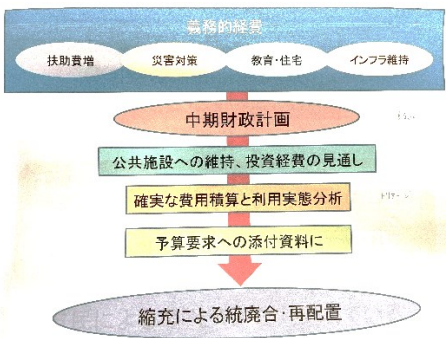 義務的経費
扶助費増
災害対策
教育・住宅
インフラ維持
中期財政計画
公共施設への維持、投資経費の見通し
確実な費用積算と利用実態分析
予算要求への添付資料に
縮充による統廃合・再配置